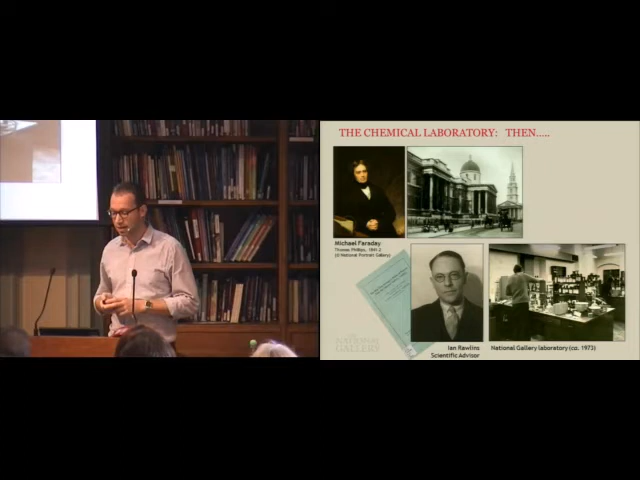 THE CHEMICAL LABORATORY: THEN.....
Michael Faraday
Thomas Phillips, 1841-2
(© National Portrait Gallery)
THE
NATIONAL
GALLERY
Ian Rawlins
Scientific Advisor
National Gallery laboratory (ca. 1973)